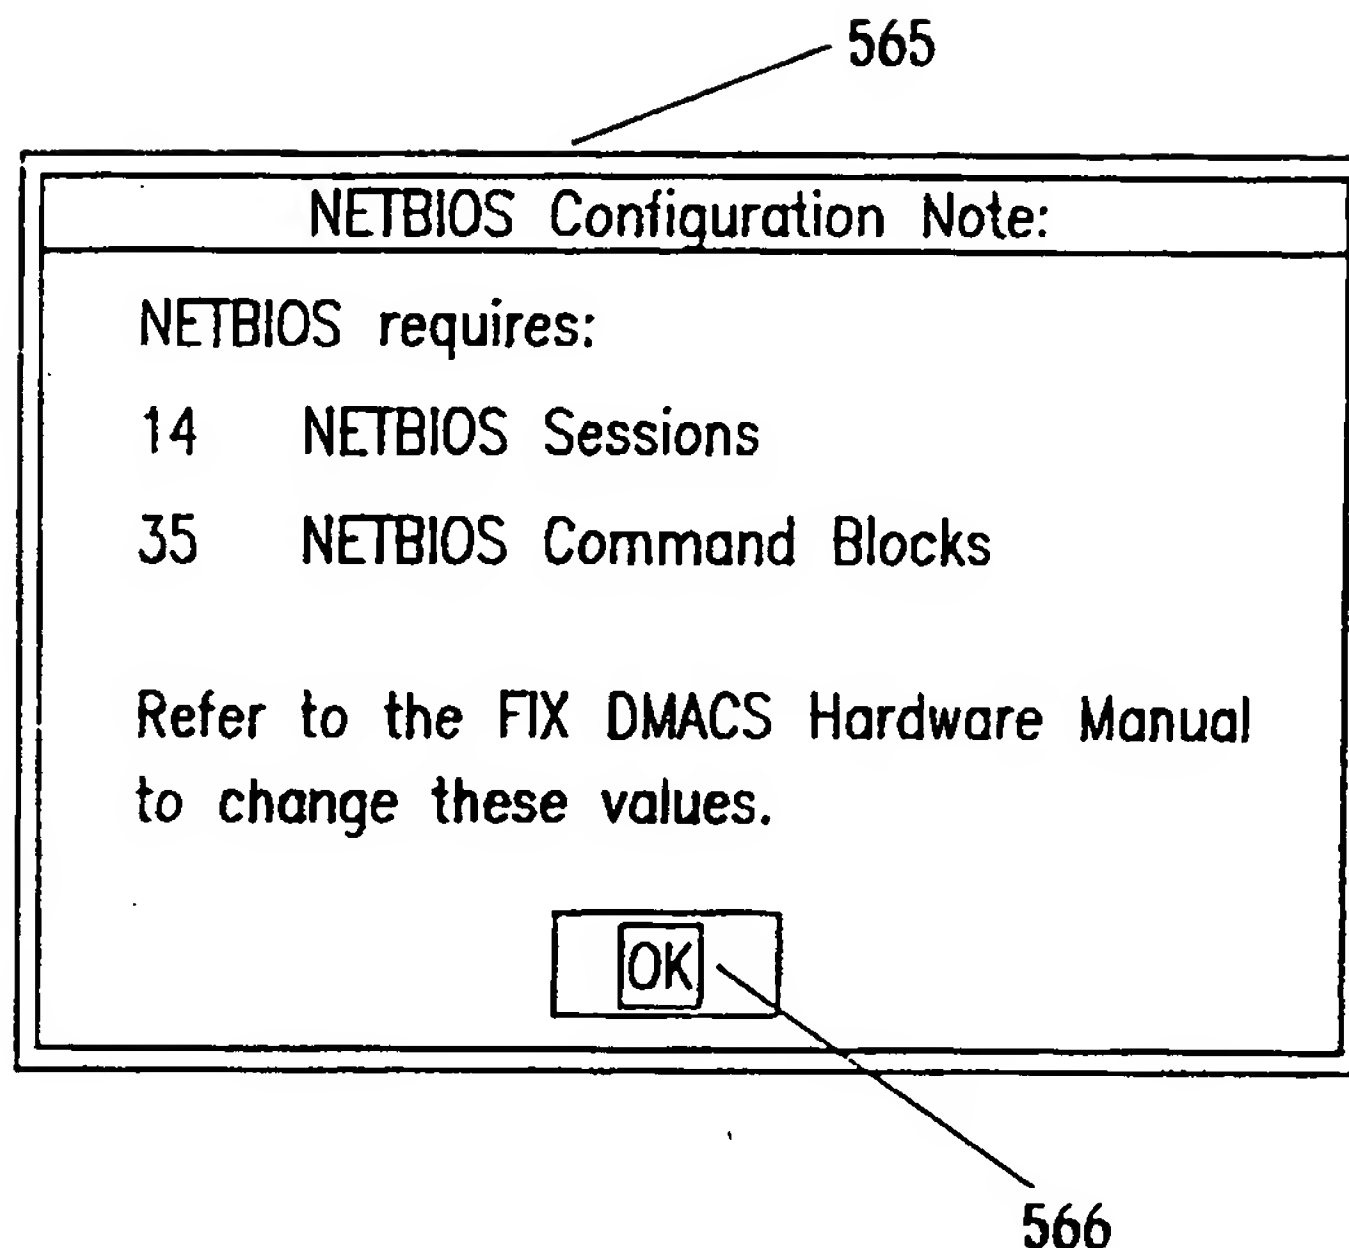 565
NETBIOS Configuration Note:
NETBIOS requires:
14 NETBIOS Sessions
35 NETBIOS Command Blocks
Refer to the FIX DMACS Hardware Manual
to change these values.
OK
566